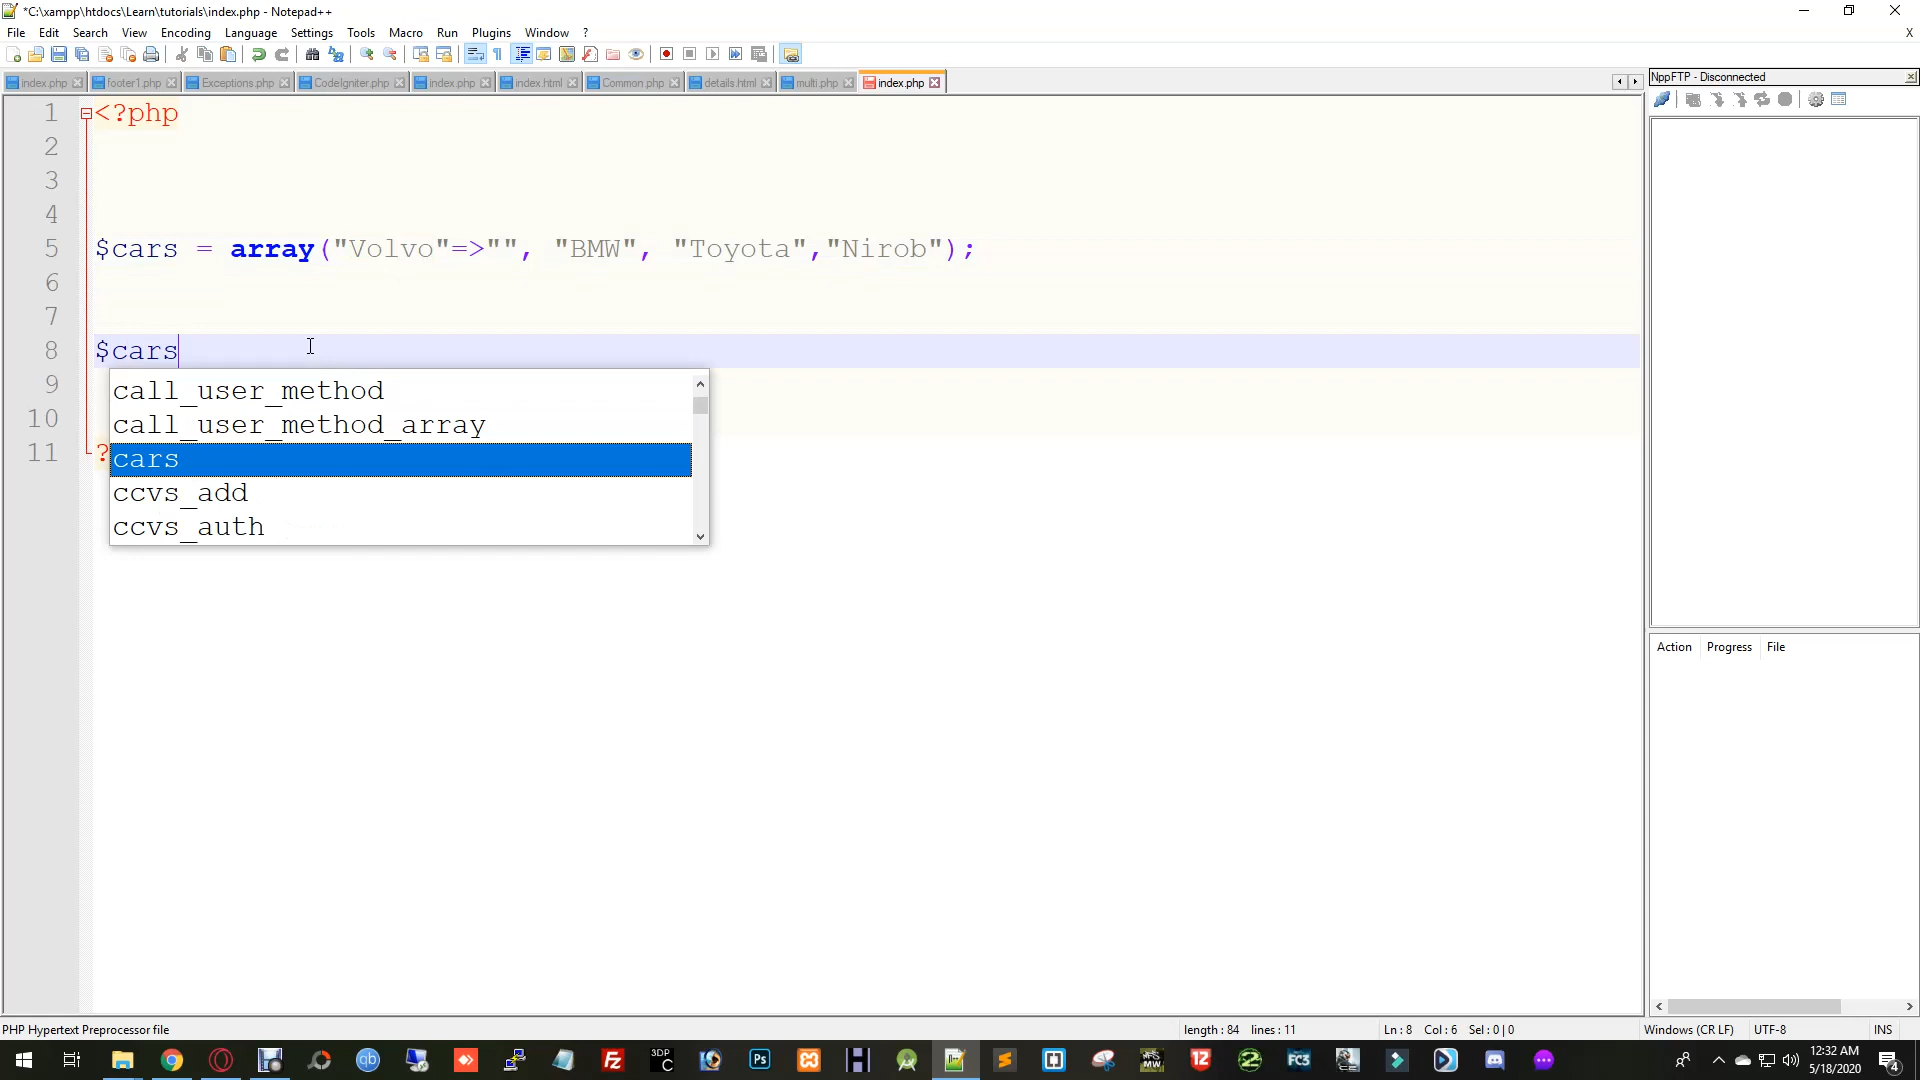 *C:\xampp\htdocs\Learn\tutorials\index.php - Notepad++
File Edit Search View Encoding Language Settings Tools Macro Run Plugins Window ? X
index.php footer1.php Exceptions.php CodeIgniter.php index.php index.html Common.php details.html multi.php index.php
NppFTP - Disconnected
1 <?php
2
3
4
5 $cars = array("Volvo"=>"", "BMW", "Toyota","Nirob");
6
7
8 $cars
9
10
11 ?
call_user_method
call_user_method_array
cars
ccvs_add
ccvs_auth
Action Progress File
PHP Hypertext Preprocessor file length : 84 lines : 11 Ln : 8 Col : 6 Sel : 0 | 0 Windows (CR LF) UTF-8 INS
3DP
C
Ps
12
FC3
12:32 AM
5/18/2020
4